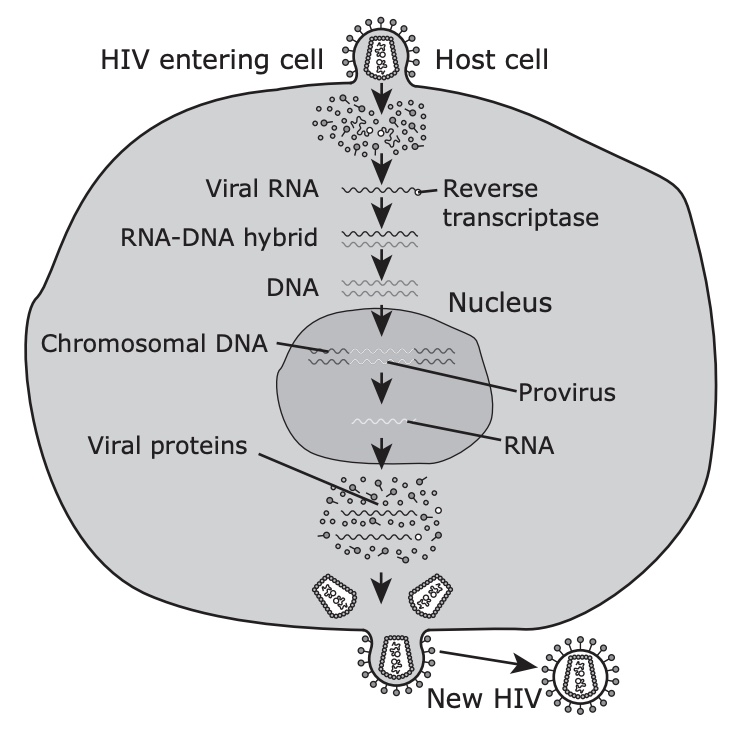 HIV entering cell
Host cell
Viral RNA
Reverse
transcriptase
RNA-DNA hybrid
DNA
Nucleus
Chromosomal DNA
Provirus
Viral proteins
RNA
New HIV